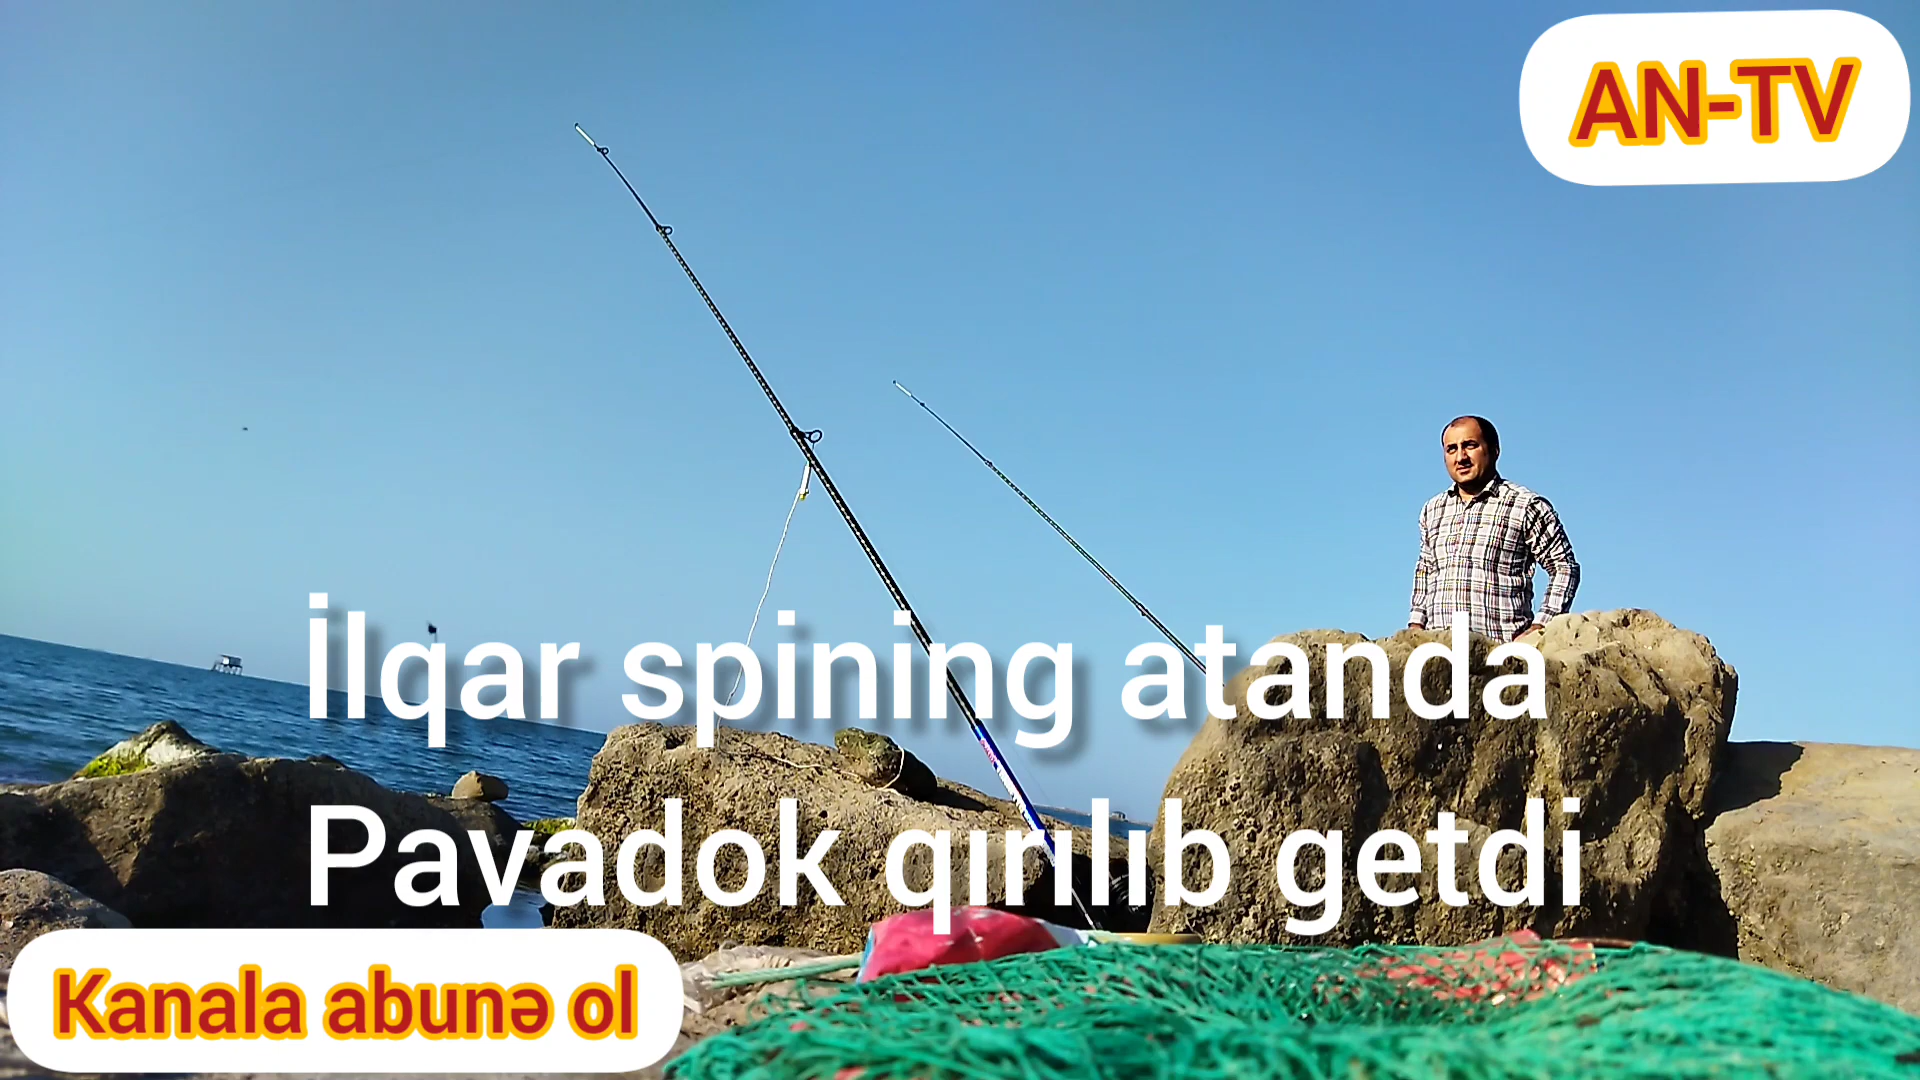 AN-TV
İlqar spining atanda
Pavadok qırılıb getdi
Kanala abunə ol